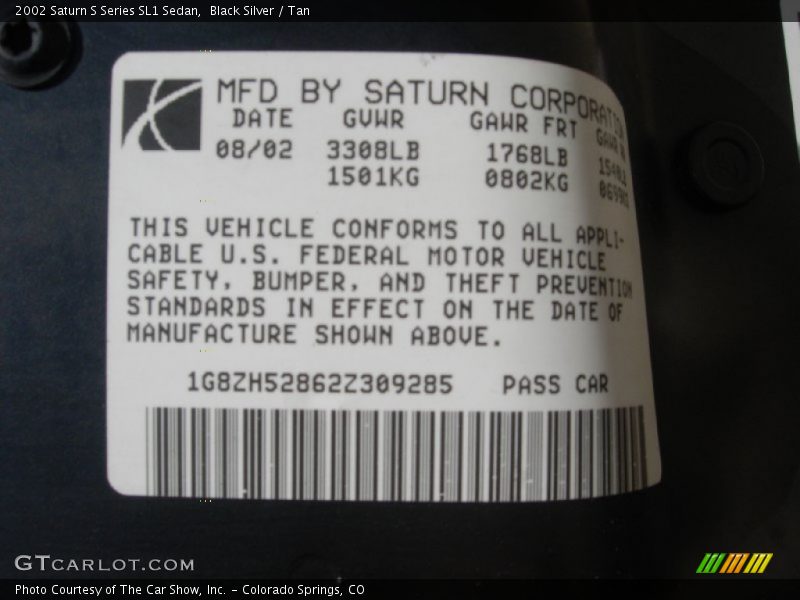 2002 Saturn S Series SL1 Sedan,  Black Silver / Tan
MFD BY SATURN CORPORATION
DATE GVWR GAWR FRT GAWR
08/02 3308LB 1768LB
1501KG 0802KG
THIS VEHICLE CONFORMS TO ALL APPLI-
CABLE U.S. FEDERAL MOTOR VEHICLE
SAFETY, BUMPER, AND THEFT PREVENTION
STANDARDS IN EFFECT ON THE DATE OF
MANUFACTURE SHOWN ABOVE.
1G8ZH52862Z309285 PASS CAR
GTCARLOT.COM
Photo Courtesy of The Car Show, Inc. – Colorado Springs, CO